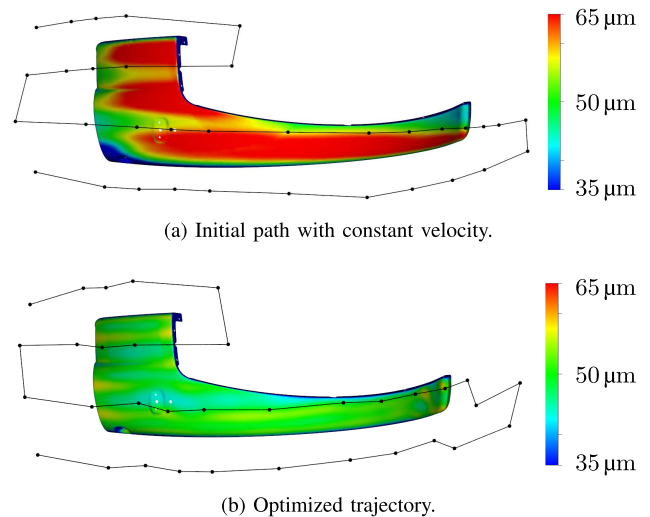 65 µm
50 µm
35 µm
(a) Initial path with constant velocity.
65 µm
50 µm
35 µm
(b) Optimized trajectory.